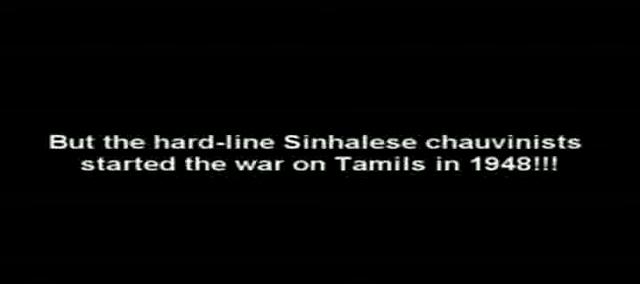 But the hard-line Sinhalese chauvinists
started the war on Tamils in 1948!!!